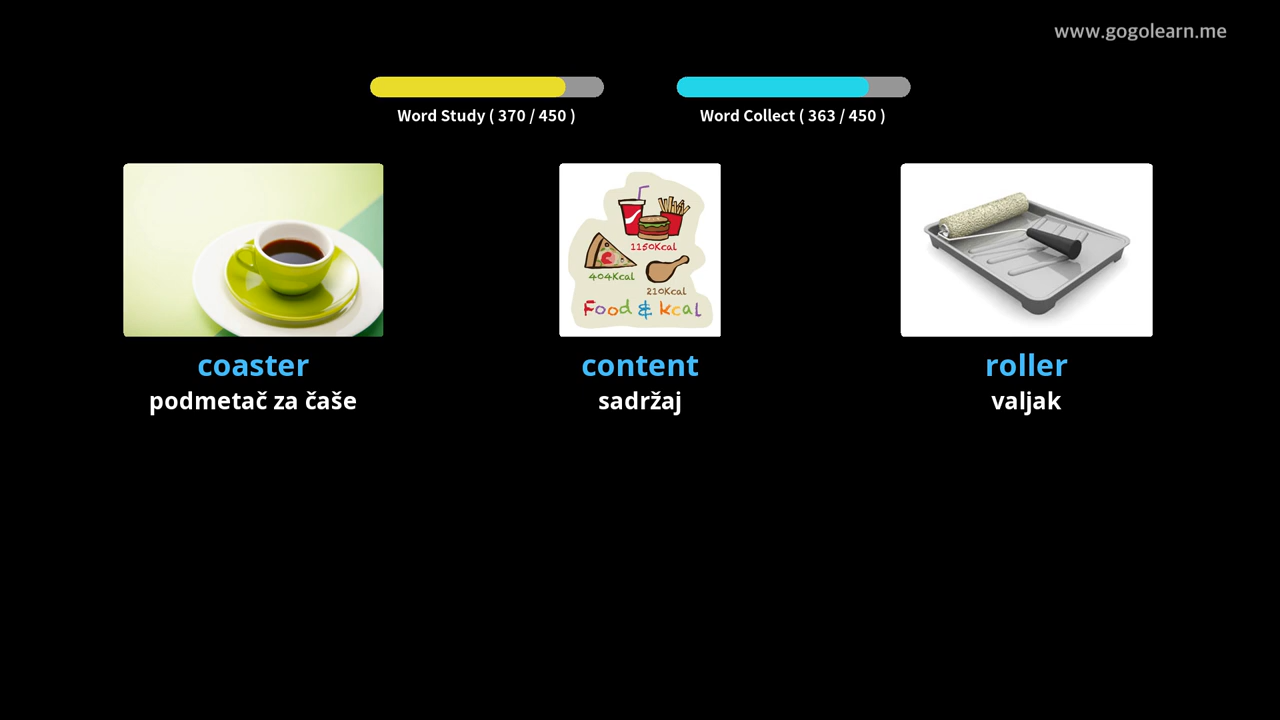 www.gogolearn.me
Word Study ( 370 / 450 )
Word Collect ( 363 / 450 )
1150Kcal
404Kcal
210Kcal
Food & kcal
coaster
podmetač za čaše
content
sadržaj
roller
valjak